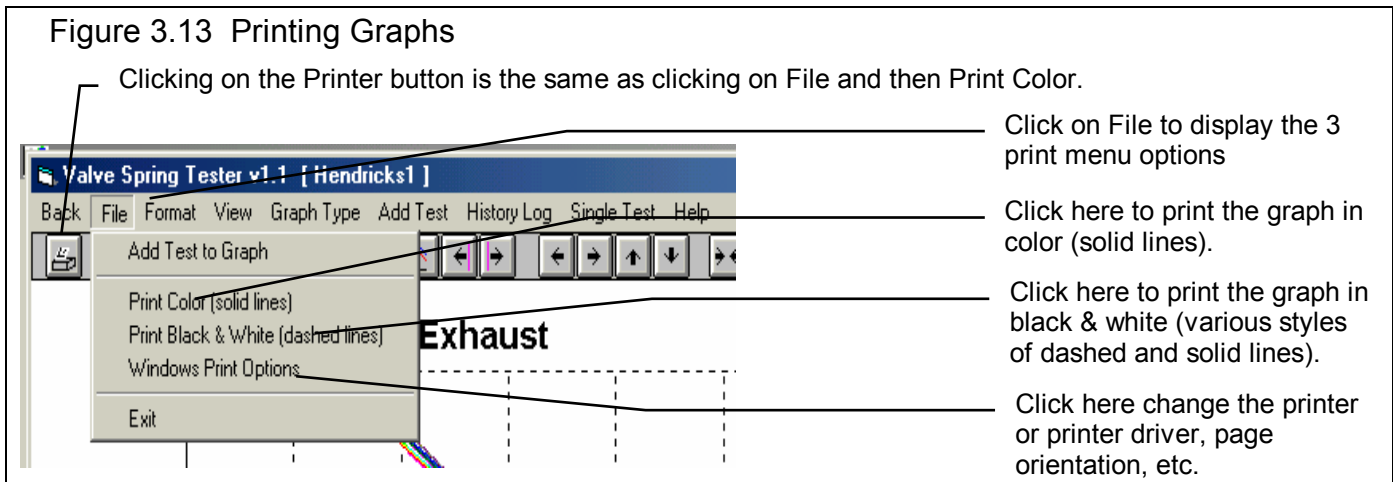 Figure 3.13 Printing Graphs
Clicking on the Printer button is the same as clicking on File and then Print Color.
Click on File to display the 3
print menu options
Valve Spring Tester v1.1 [ Hendricks1 ]
Back File Format View Graph Type Add Test History Log Single Test Help
Click here to print the graph in
color (solid lines).
Add Test to Graph
Print Color (solid lines)
Print Black & White (dashed lines)
Windows Print Options
Exit
Exhaust
Click here to print the graph in
black & white (various styles
of dashed and solid lines).
Click here change the printer
or printer driver, page
orientation, etc.